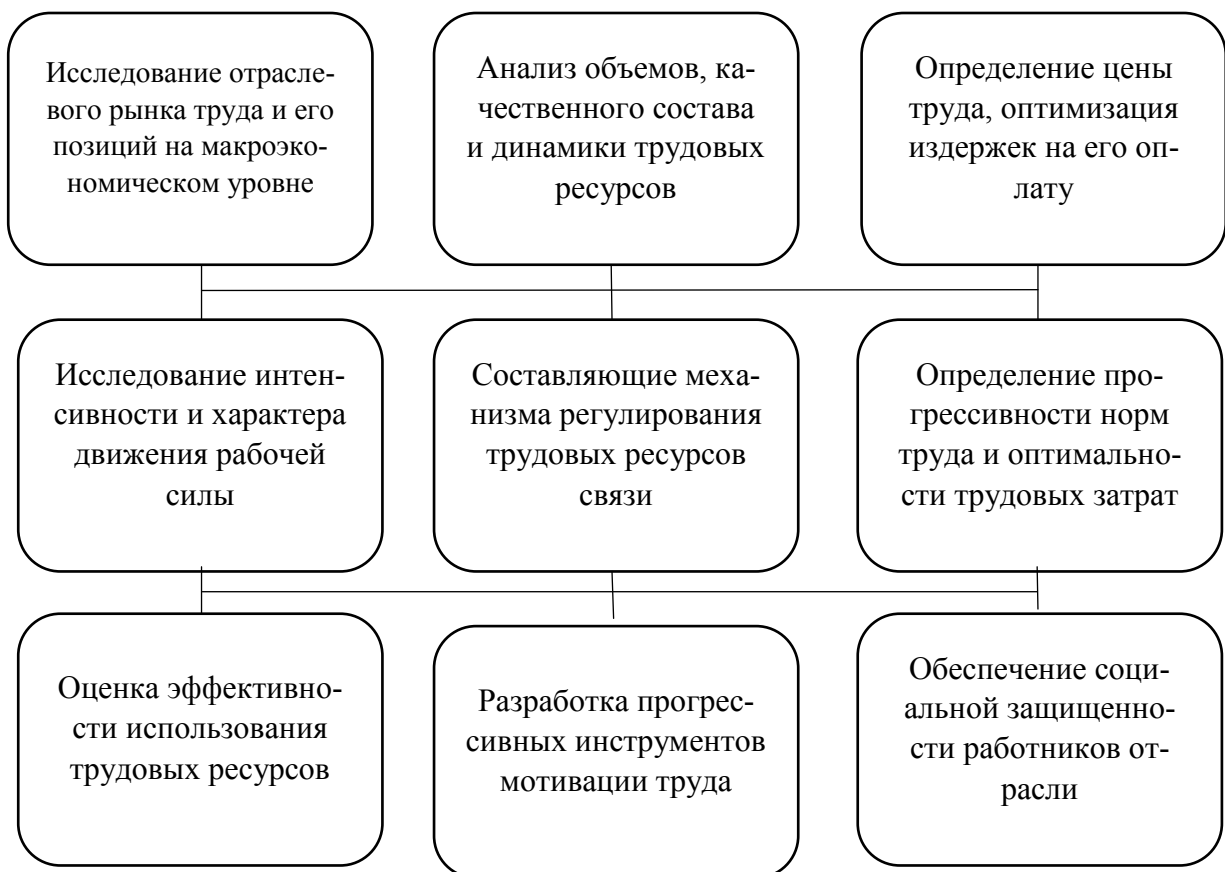 Исследование отрасле-
вого рынка труда и его
позиций на макроэко-
номическом уровне
Анализ объемов, ка-
чественного состава
и динамики трудовых
ресурсов
Определение цены
труда, оптимизация
издержек на его оп-
лату
Исследование интен-
сивности и характера
движения рабочей
силы
Составляющие меха-
низма регулирования
трудовых ресурсов
связи
Определение про-
грессивности норм
труда и оптимально-
сти трудовых затрат
Оценка эффективно-
сти использования
трудовых ресурсов
Разработка прогрес-
сивных инструментов
мотивации труда
Обеспечение соци-
альной защищенно-
сти работников от-
расли